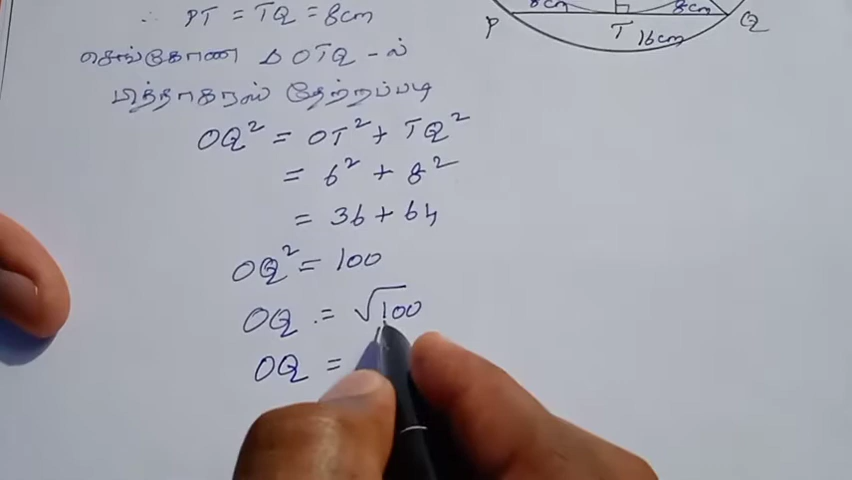 ∴ PT = TQ = 8cm
செங்கோண Δ OTQ - ல்
பித்தாகரஸ் தேற்றப்படி
OQ² = OT² + TQ²
= 6² + 8²
= 36 + 64
OQ² = 100
OQ = √100
OQ =
8cm 8cm
P T Q
16cm